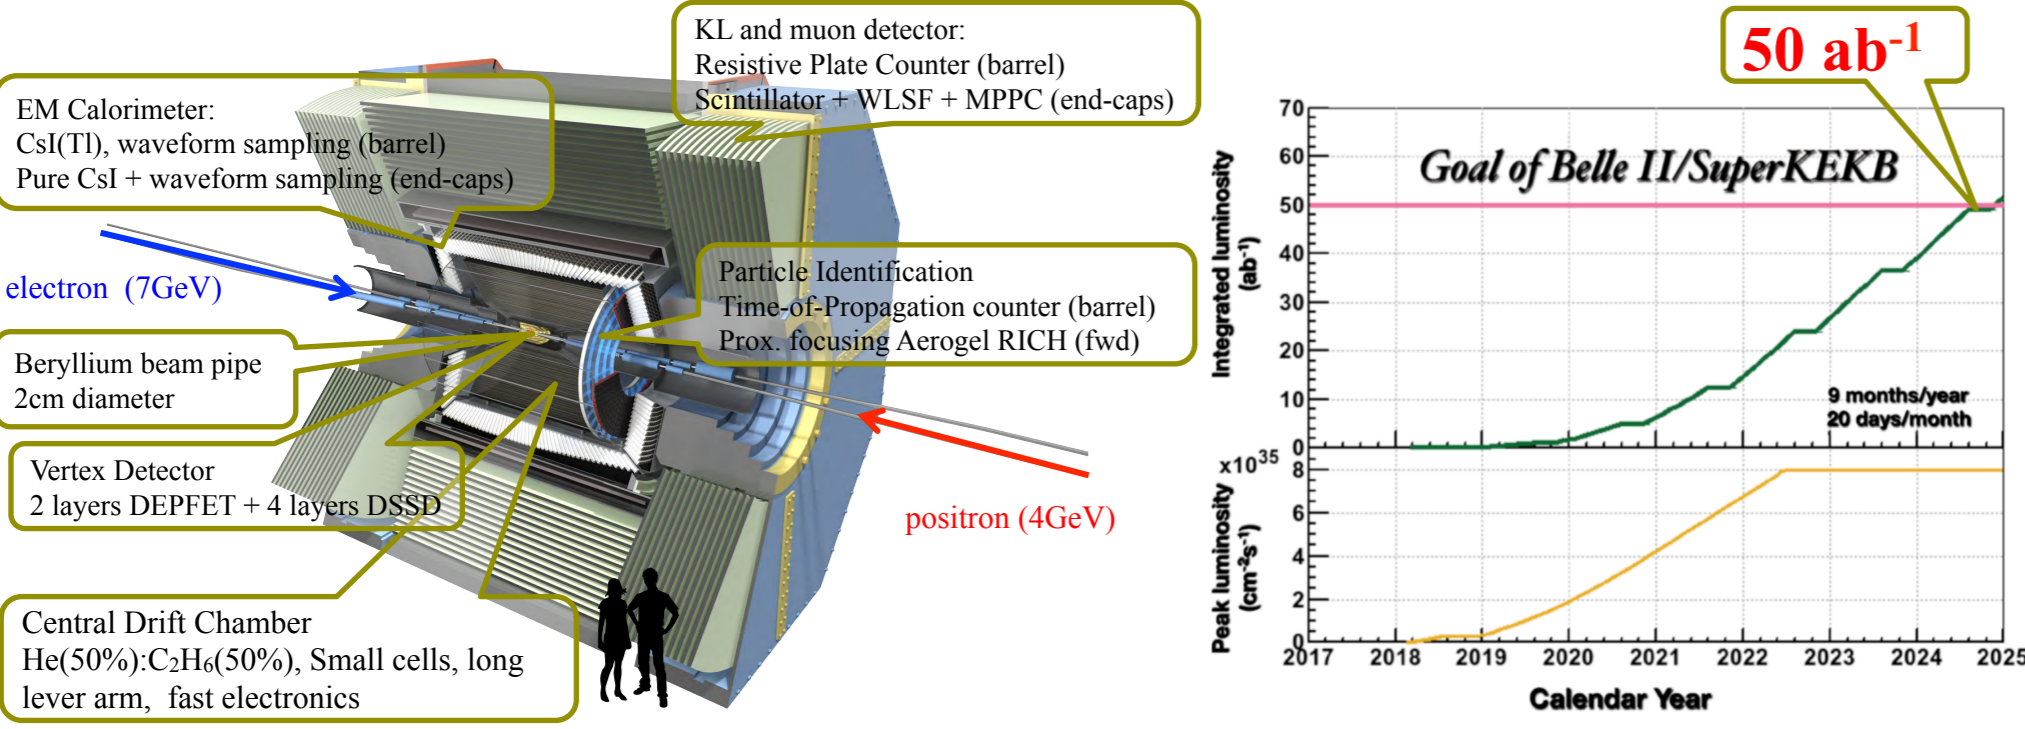 KL and muon detector:
Resistive Plate Counter (barrel)
Scintillator + WLSF + MPPC (end-caps)
EM Calorimeter:
CsI(Tl), waveform sampling (barrel)
Pure CsI + waveform sampling (end-caps)
electron (7GeV)
Particle Identification
Time-of-Propagation counter (barrel)
Prox. focusing Aerogel RICH (fwd)
Beryllium beam pipe
2cm diameter
Vertex Detector
2 layers DEPFET + 4 layers DSSD
positron (4GeV)
Central Drift Chamber
He(50%):C₂H₆(50%), Small cells, long
lever arm, fast electronics
50 ab⁻¹
Goal of Belle II/SuperKEKB
Integrated luminosity
(ab⁻¹)
70
60
50
40
30
20
10
0
9 months/year
20 days/month
Peak luminosity
(cm⁻²s⁻¹)
x10³⁵
8
6
4
2
0
2017 2018 2019 2020 2021 2022 2023 2024 2025
Calendar Year